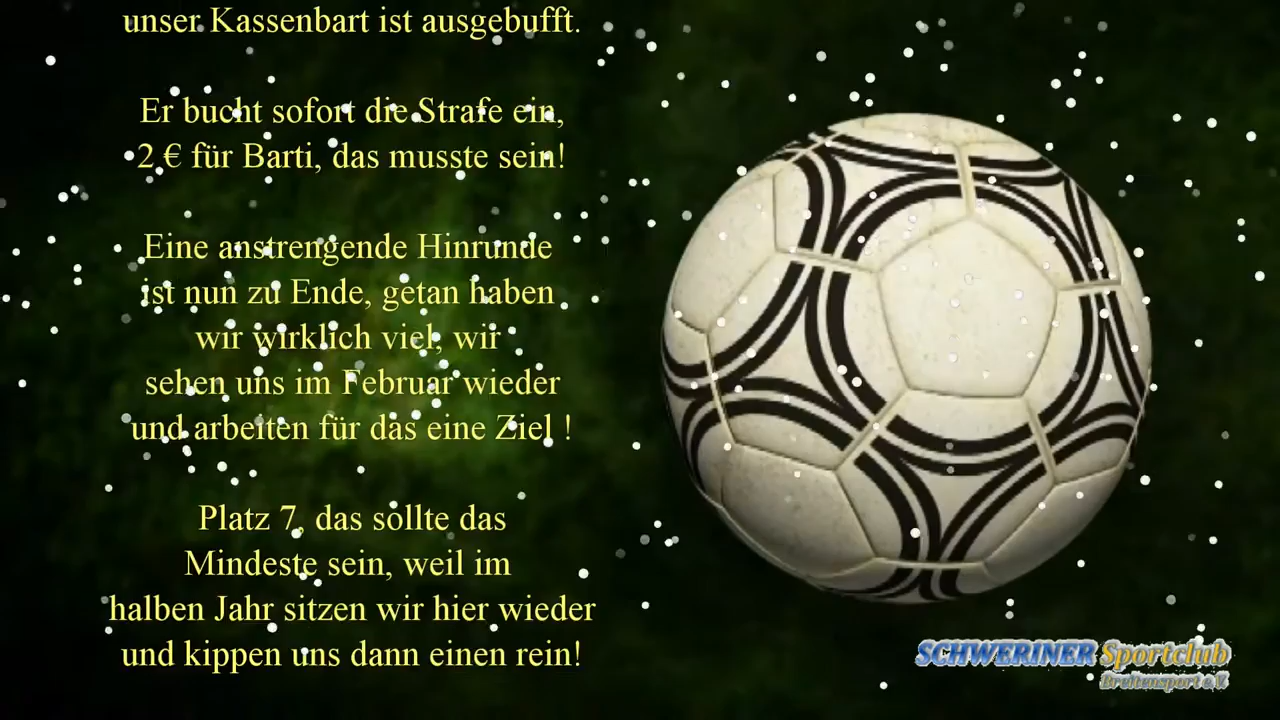 unser Kassenbart ist ausgebufft.
Er bucht sofort die Strafe ein,
2 € für Barti, das musste sein!
Eine anstrengende Hinrunde
ist nun zu Ende, getan haben
wir wirklich viel, wir
sehen uns im Februar wieder
und arbeiten für das eine Ziel !
Platz 7, das sollte das
Mindeste sein, weil im
halben Jahr sitzen wir hier wieder
und kippen uns dann einen rein!
SCHWERINER Sportclub
Breitensport e.V.